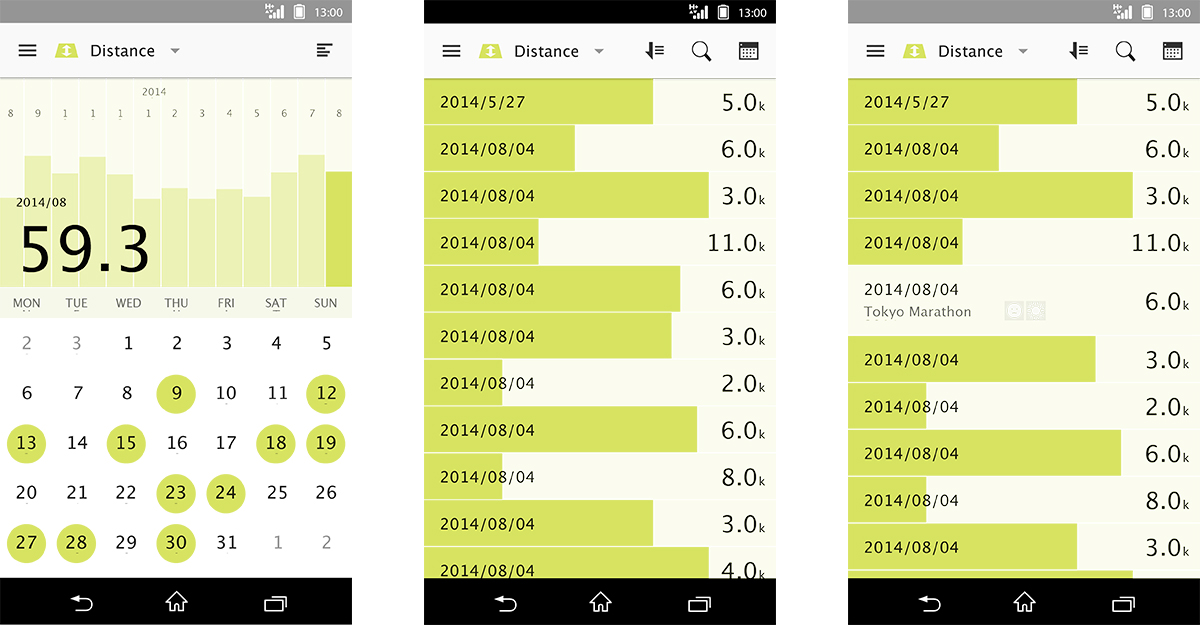 13:00
Distance
2014
8 9 1 1 1 1 2 3 4 5 6 7 8
2014/08
59.3
MON TUE WED THU FRI SAT SUN
2 3 1 2 3 4 5
6 7 8 9 10 11 12
13 14 15 16 17 18 19
20 21 22 23 24 25 26
27 28 29 30 31 1 2
13:00
Distance
2014/5/27 5.0k
2014/08/04 6.0k
2014/08/04 3.0k
2014/08/04 11.0k
2014/08/04 6.0k
2014/08/04 3.0k
2014/08/04 2.0k
2014/08/04 6.0k
2014/08/04 8.0k
2014/08/04 3.0k
2014/08/04 4.0k
13:00
Distance
2014/5/27 5.0k
2014/08/04 6.0k
2014/08/04 3.0k
2014/08/04 11.0k
2014/08/04 6.0k
Tokyo Marathon
2014/08/04 3.0k
2014/08/04 2.0k
2014/08/04 6.0k
2014/08/04 8.0k
2014/08/04 3.0k